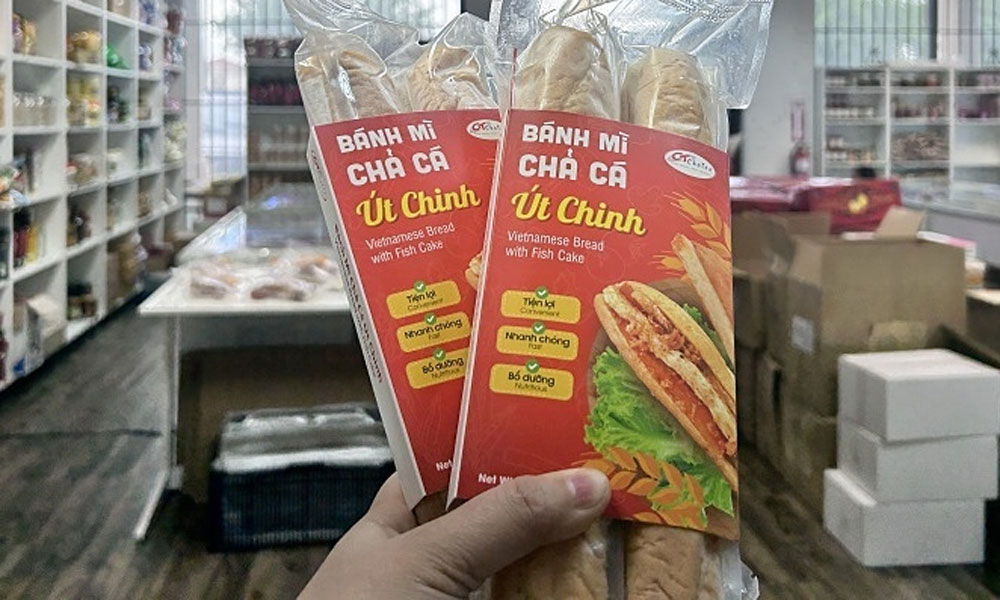 BÁNH MÌ
CHẢ CÁ
Út Chinh
Vietnamese Bread
with Fish Cake
Tiện lợi
Convenient
Nhanh chóng
Fast
Bổ dưỡng
Nutritious
BÁNH MÌ
CHẢ CÁ
Út Chinh
Vietnamese Bread
with Fish Cake
Tiện lợi
Convenient
Nhanh chóng
Fast
Bổ dưỡng
Nutritious
Net